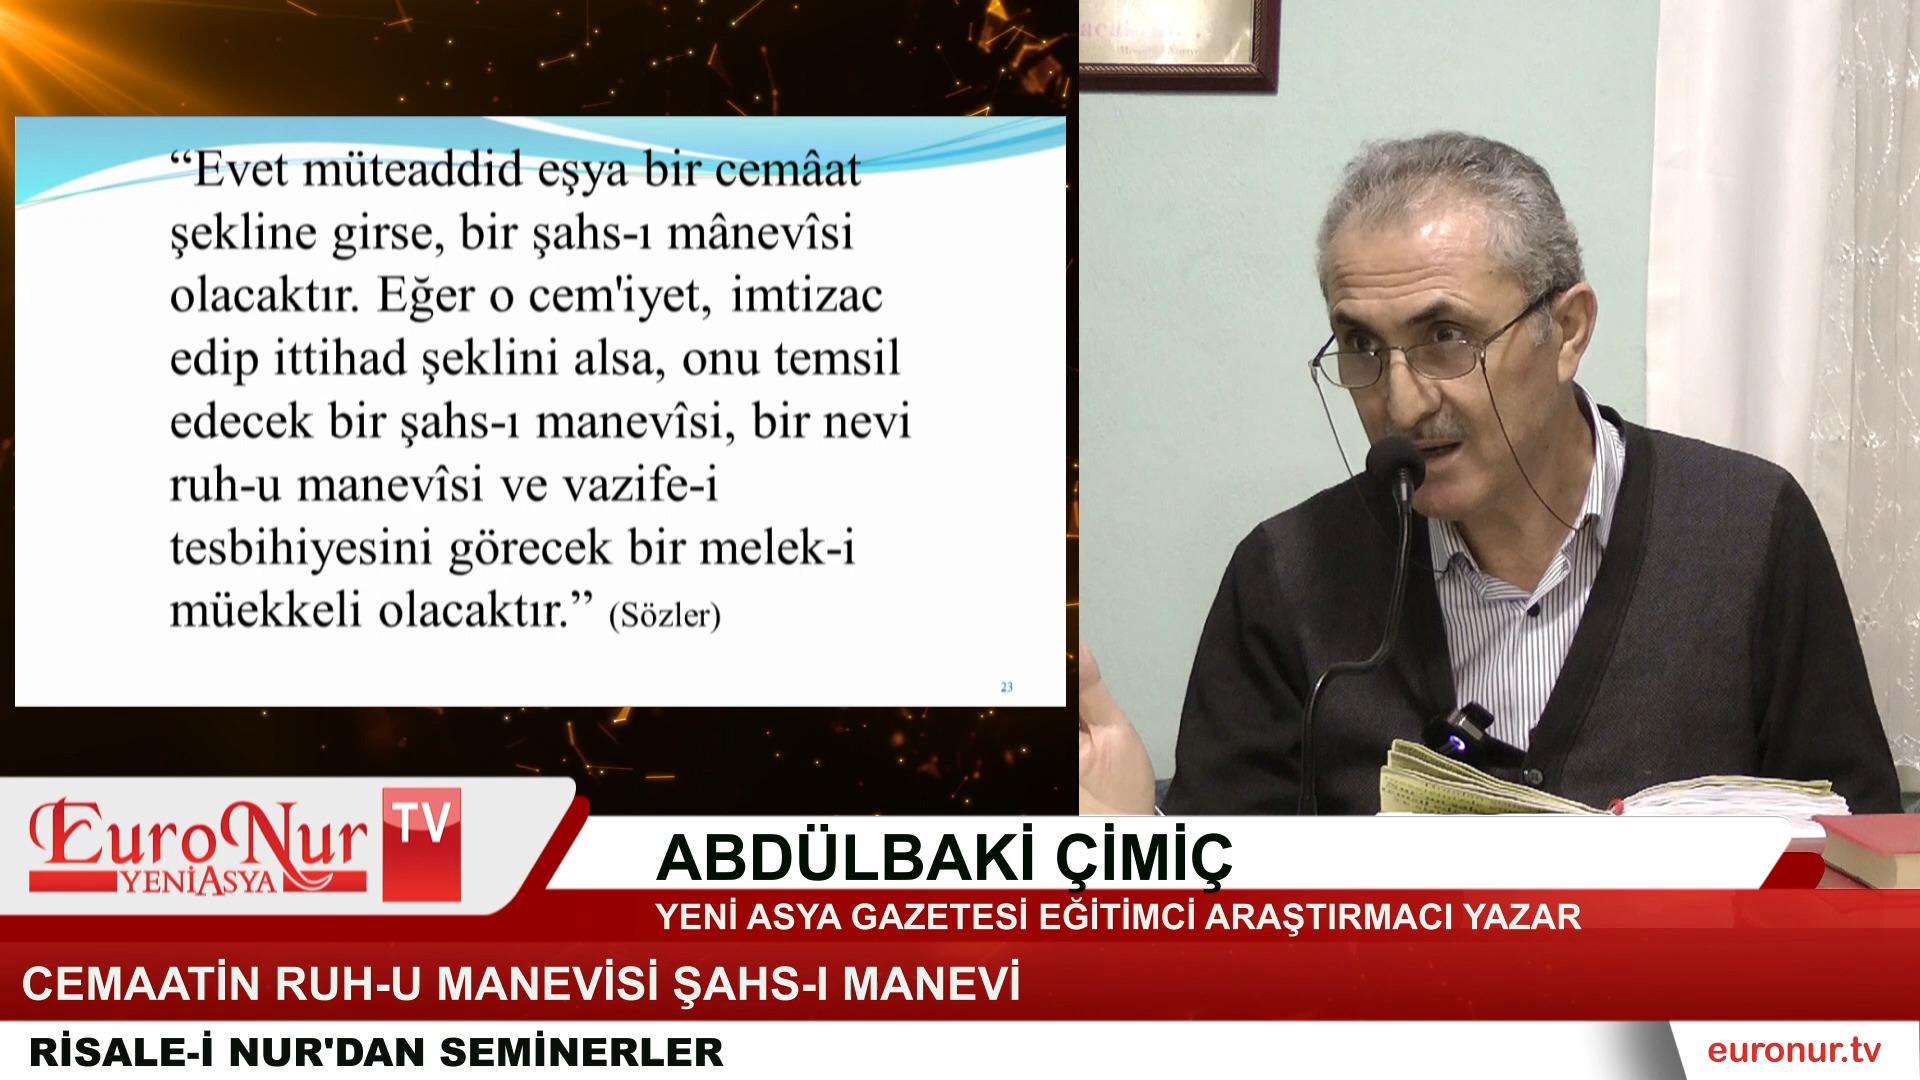 “Evet müteaddid eşya bir cemâat
şekline girse, bir şahs-ı mânevîsi
olacaktır. Eğer o cem'iyet, imtizac
edip ittihad şeklini alsa, onu temsil
edecek bir şahs-ı manevîsi, bir nevi
ruh-u manevîsi ve vazife-i
tesbihiyesini görecek bir melek-i
müekkeli olacaktır.” (Sözler)
23
EURONUR TV
YENİASYA
ABDÜLBAKİ ÇİMİÇ
YENİ ASYA GAZETESİ EĞİTİMCİ ARAŞTIRMACI YAZAR
CEMAATİN RUH-U MANEVİSİ ŞAHS-I MANEVİ
RİSALE-İ NUR'DAN SEMİNERLER
euronur.tv